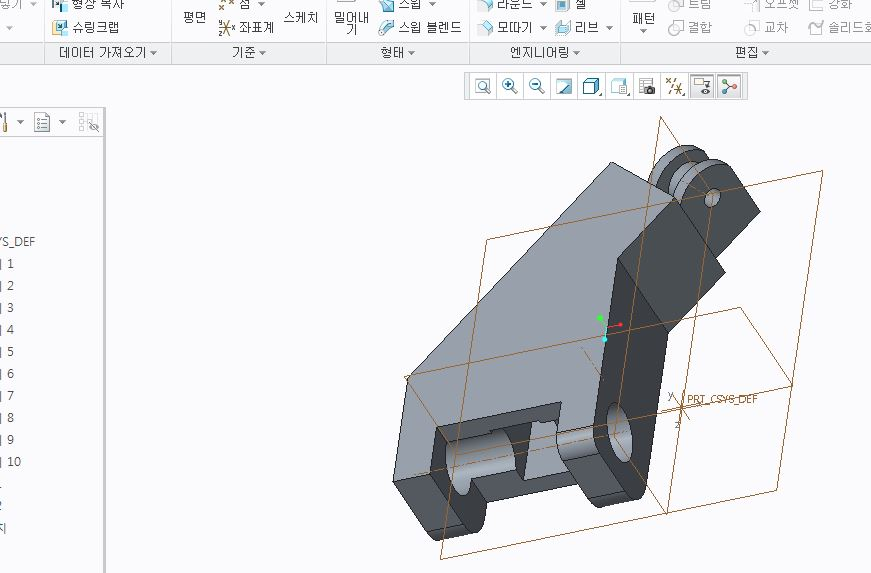 형상 복사
점
스윕
라운드
쉘
트림
오프셋
강화
슈링크랩
평면
좌표계
스케치
밀어내기
스윕 블렌드
모따기
리브
패턴
결합
교차
데이터 가져오기
기준
형태
엔지니어링
편집
YS_DEF
1
2
3
4
5
6
7
8
9
10
Y
PRT_CSYS_DEF
Z